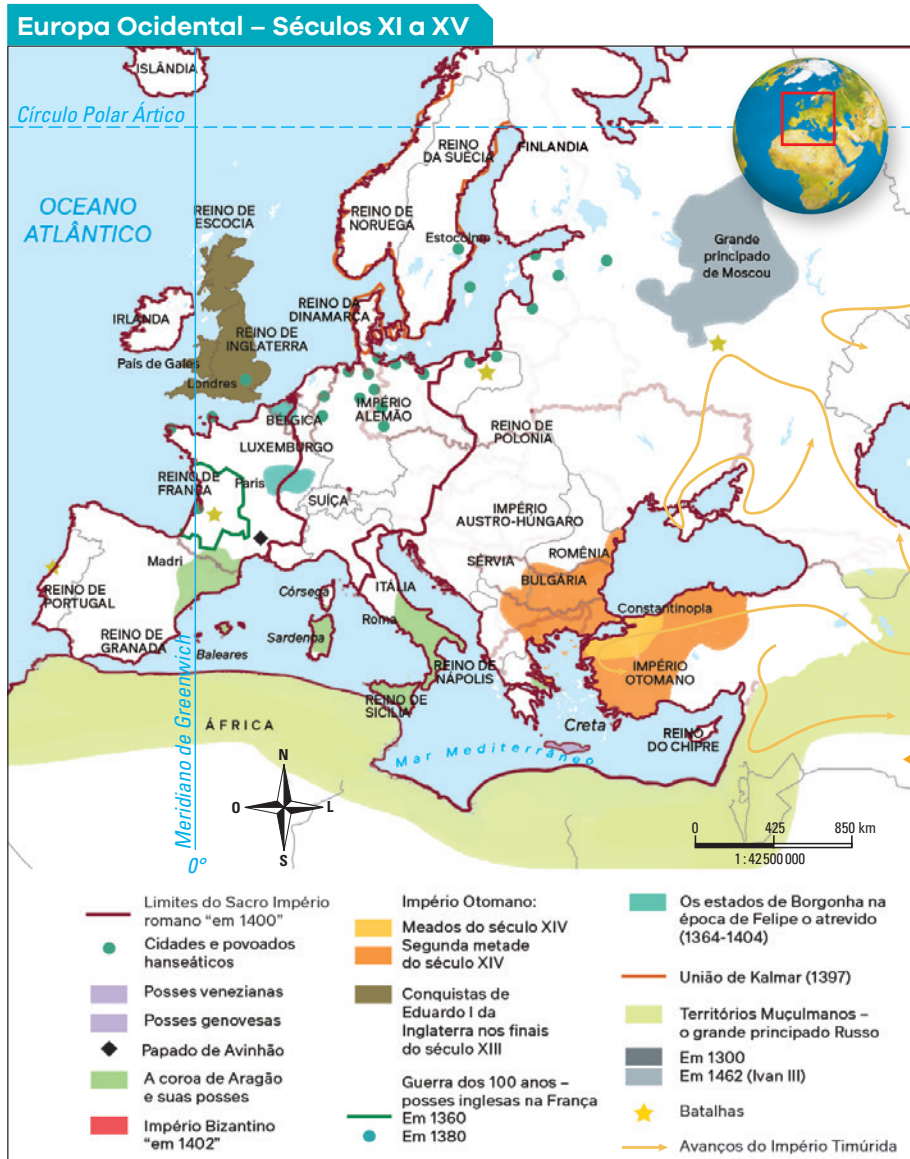 Europa Ocidental – Séculos XI a XV
ISLÂNDIA
Círculo Polar Ártico
REINO
DA SUÉCIA
FINLANDIA
OCEANO
ATLÂNTICO
REINO DE
ESCOCIA
REINO DE
NORUEGA
Estocolmo
Grande
principado
de Moscou
IRLANDA
REINO DA
DINAMARÇA
REINO DE
INGLATERRA
País de Gales
Londres
BÉLGICA
IMPÉRIO
ALEMÃO
LUXEMBURGO
REINO DE
POLONIA
REINO DE
FRANÇA
Paris
SUÍÇA
IMPÉRIO
AUSTRO-HÚNGARO
ROMÊNIA
SÉRVIA
BULGÁRIA
Madri
Córsega
ITÁLIA
Roma
Constantinopla
REINO DE
PORTUGAL
Sardenga
REINO DE
GRANADA
Baleares
REINO DE
NÁPOLIS
IMPÉRIO
OTOMANO
REINO DE
SICILIA
Creta
REINO
DO CHIPRE
ÁFRICA
Mar Mediterrâneo
Meridiano de Greenwich
0°
N
O
L
S
0 425 850 km
1 : 42 500 000
Limites do Sacro Império
romano “em 1400”
Cidades e povoados
hanseáticos
Posses venezianas
Posses genovesas
Papado de Avinhão
A coroa de Aragão
e suas posses
Império Bizantino
“em 1402”
Império Otomano:
Meados do século XIV
Segunda metade
do século XIV
Conquistas de
Eduardo I da
Inglaterra nos finais
do século XIII
Guerra dos 100 anos –
posses inglesas na França
Em 1360
Em 1380
Os estados de Borgonha na
época de Felipe o atrevido
(1364-1404)
União de Kalmar (1397)
Territórios Muçulmanos –
o grande principado Russo
Em 1300
Em 1462 (Ivan III)
Batalhas
Avanços do Império Timúrida